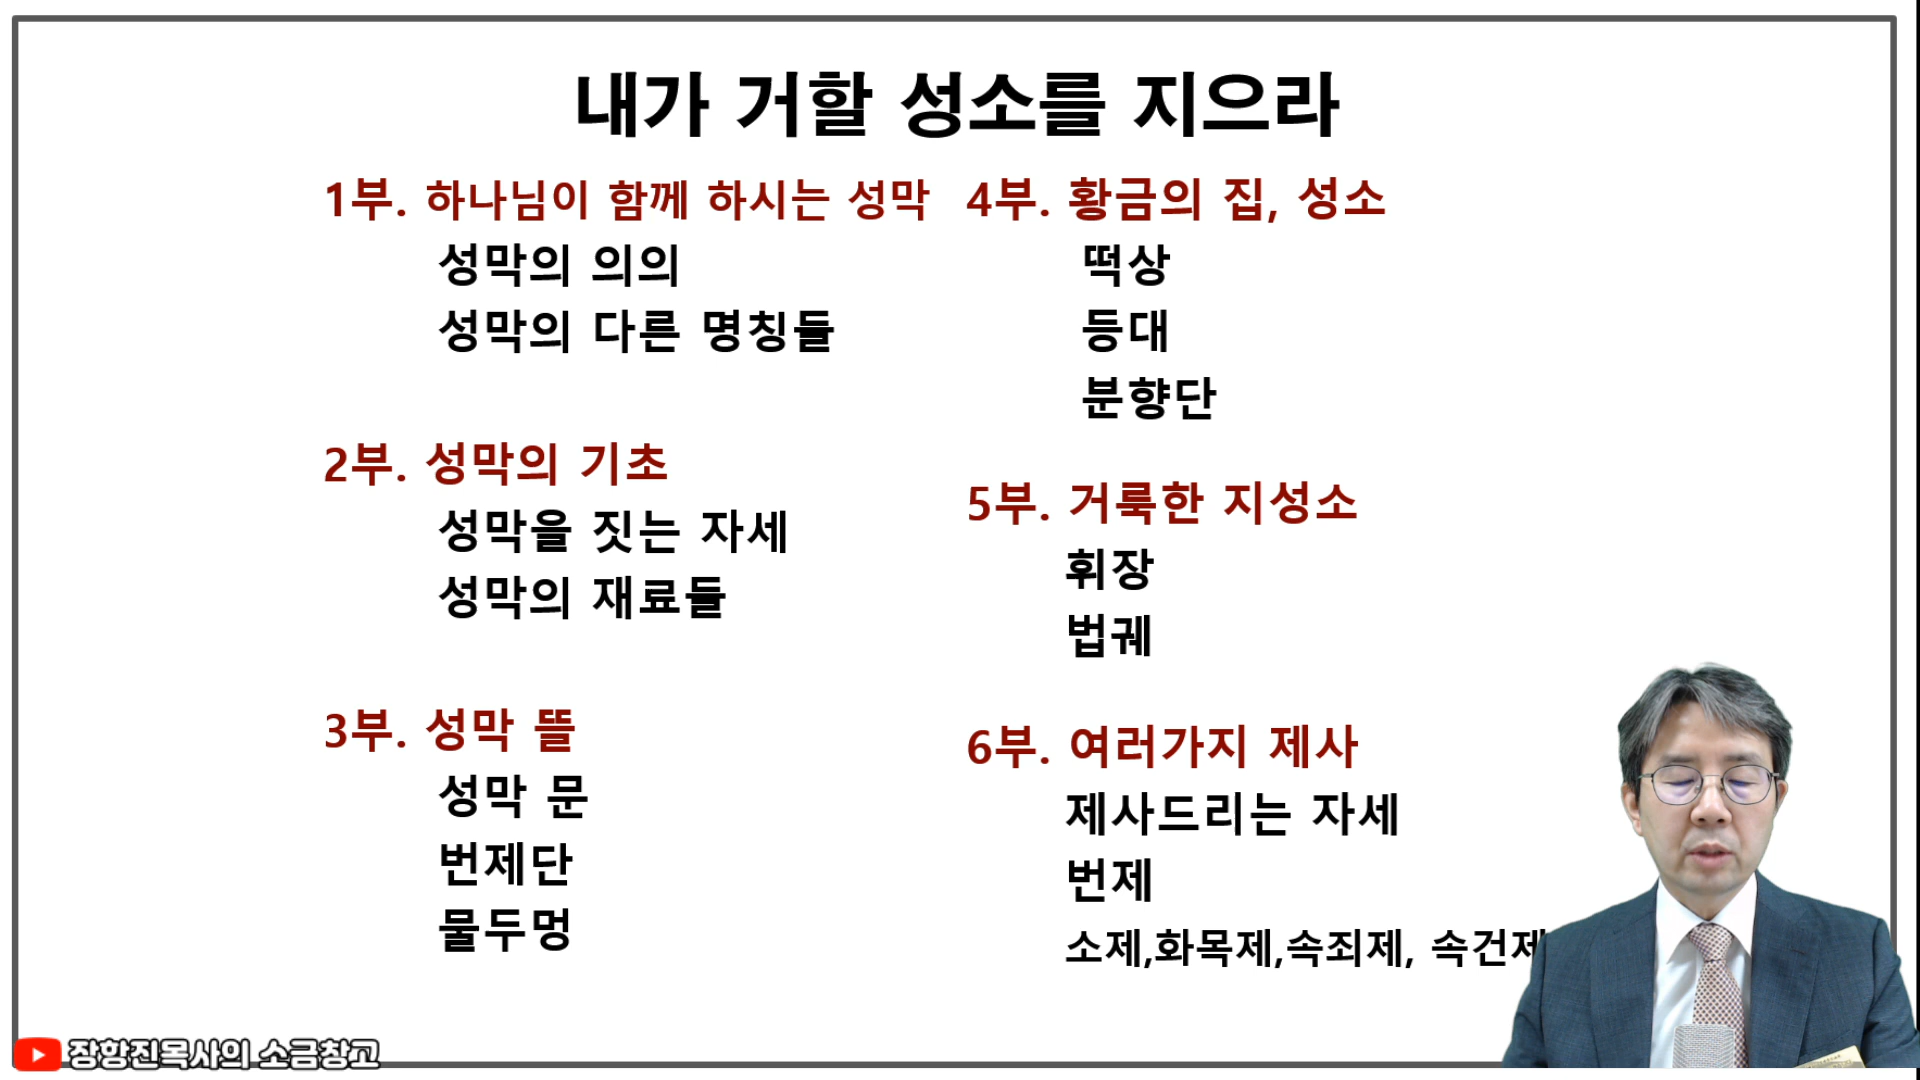 내가 거할 성소를 지으라
1부. 하나님이 함께 하시는 성막
성막의 의의
성막의 다른 명칭들
2부. 성막의 기초
성막을 짓는 자세
성막의 재료들
3부. 성막 뜰
성막 문
번제단
물두멍
4부. 황금의 집, 성소
떡상
등대
분향단
5부. 거룩한 지성소
휘장
법궤
6부. 여러가지 제사
제사드리는 자세
번제
소제,화목제,속죄제, 속건제
장항진목사의 소금창고